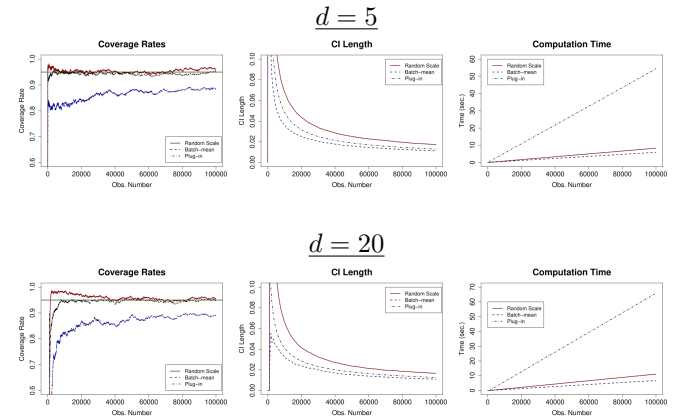 d = 5
Coverage Rates
Coverage Rate
1.0
0.9
0.8
0.7
0.6
Random Scale
Batch−mean
Plug−in
0 20000 40000 60000 80000 100000
Obs. Number
CI Length
CI Length
0.10
0.08
0.06
0.04
0.02
0.00
Random Scale
Batch−mean
Plug−in
0 20000 40000 60000 80000 100000
Obs. Number
Computation Time
Time (sec.)
60
50
40
30
20
10
0
Random Scale
Batch−mean
Plug−in
0 20000 40000 60000 80000 100000
Obs. Number
d = 20
Coverage Rates
Coverage Rate
1.0
0.9
0.8
0.7
0.6
Random Scale
Batch−mean
Plug−in
0 20000 40000 60000 80000 100000
Obs. Number
CI Length
CI Length
0.10
0.08
0.06
0.04
0.02
0.00
Random Scale
Batch−mean
Plug−in
0 20000 40000 60000 80000 100000
Obs. Number
Computation Time
Time (sec.)
70
60
50
40
30
20
10
0
Random Scale
Batch−mean
Plug−in
0 20000 40000 60000 80000 100000
Obs. Number